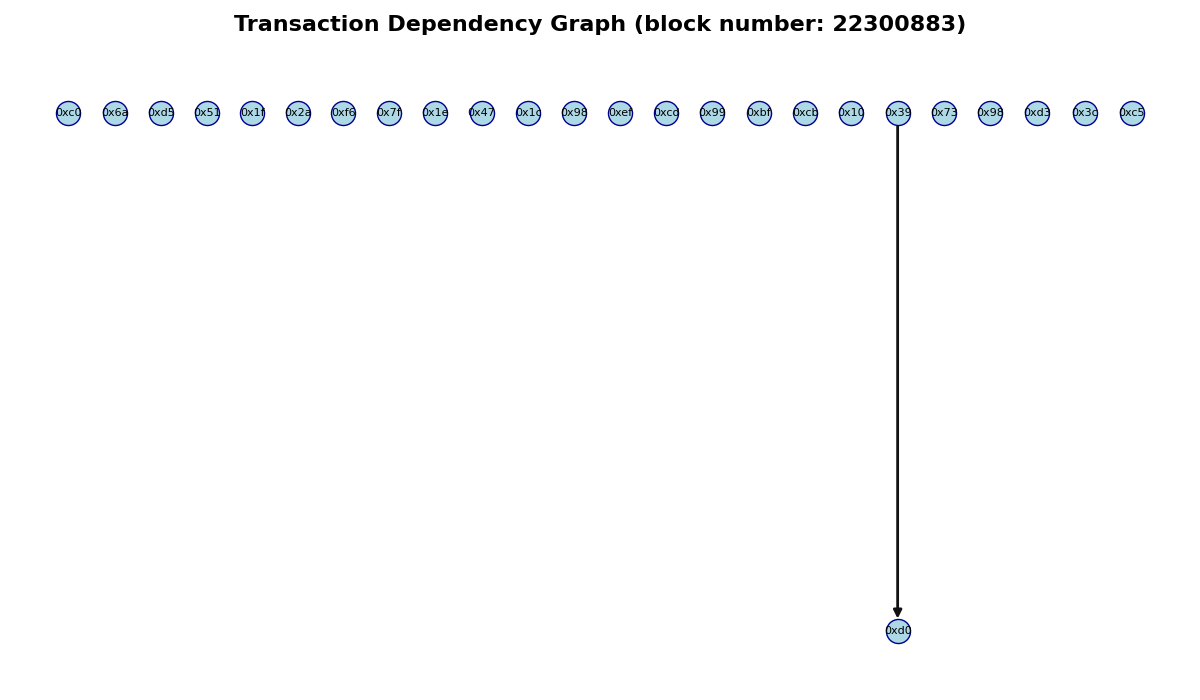 Transaction Dependency Graph (block number: 22300883)
0xc0 0x6a 0xd5 0x51 0x1f 0x2a 0xf6 0x7f 0x1e 0x47 0x1c 0x98 0xef 0xcd 0x99 0xbf 0xcb 0x10 0x39 0x73 0x98 0xd3 0x3c 0xc5
0xd0